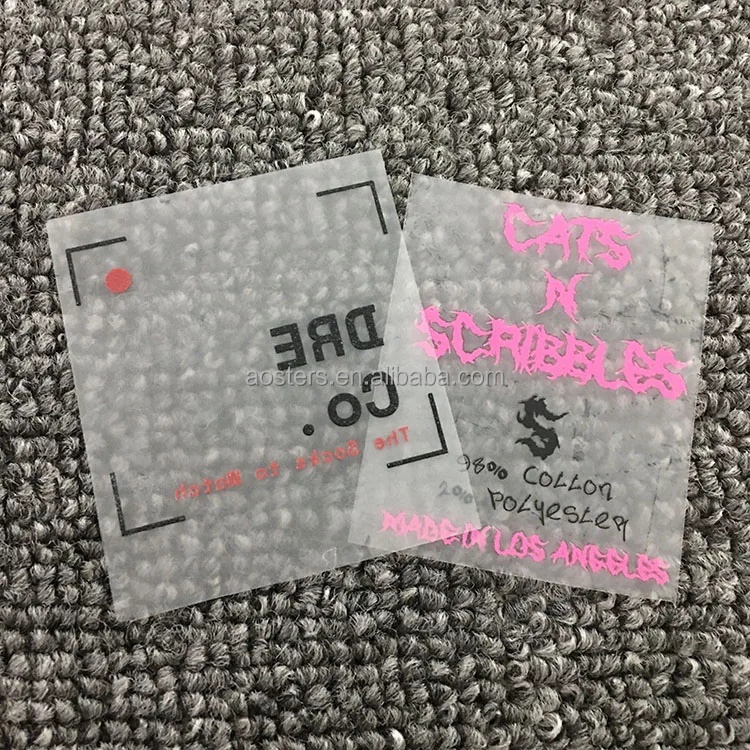 DRE
Co.
The Socks to Watch
CATS
N
SCRIBBLES
S
98% Cotton
2% Polyester
MADE IN LOS ANGELES
aosters.en.alibaba.com